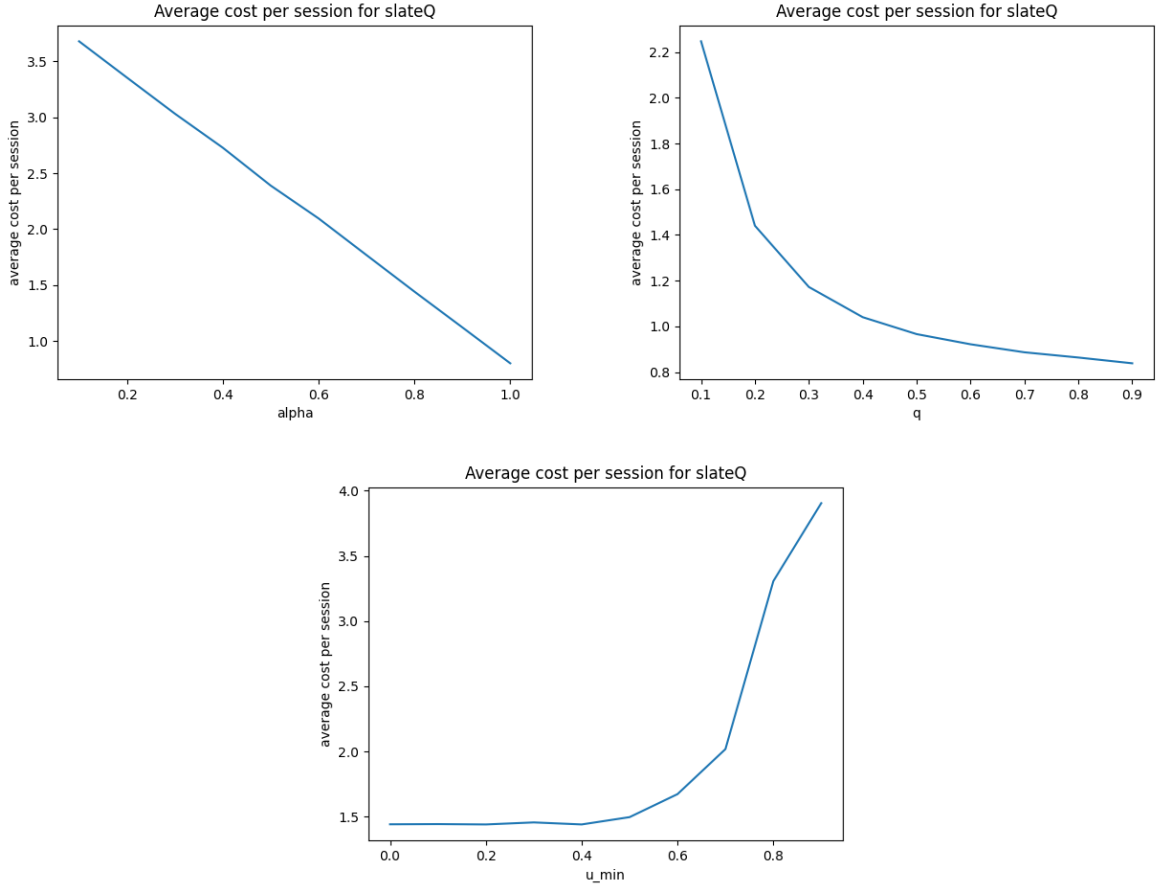 Average cost per session for slateQ
average cost per session
3.5
3.0
2.5
2.0
1.5
1.0
0.2 0.4 0.6 0.8 1.0
alpha
Average cost per session for slateQ
average cost per session
2.2
2.0
1.8
1.6
1.4
1.2
1.0
0.8
0.1 0.2 0.3 0.4 0.5 0.6 0.7 0.8 0.9
q
Average cost per session for slateQ
average cost per session
4.0
3.5
3.0
2.5
2.0
1.5
0.0 0.2 0.4 0.6 0.8
u_min